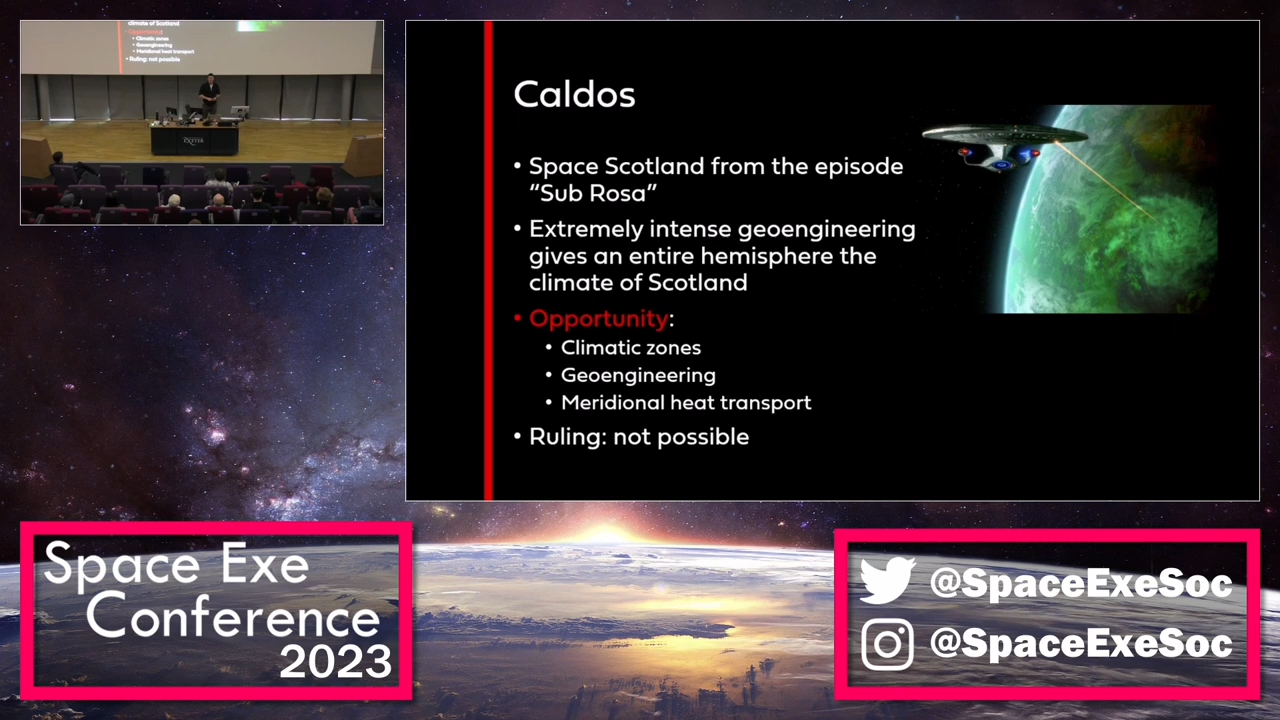 climate of Scotland
• Opportunity:
• Climatic zones
• Geoengineering
• Meridional heat transport
• Ruling: not possible
EXETER
Caldos
• Space Scotland from the episode
“Sub Rosa”
• Extremely intense geoengineering
gives an entire hemisphere the
climate of Scotland
• Opportunity:
• Climatic zones
• Geoengineering
• Meridional heat transport
• Ruling: not possible
Space Exe
Conference
2023
@SpaceExeSoc
@SpaceExeSoc